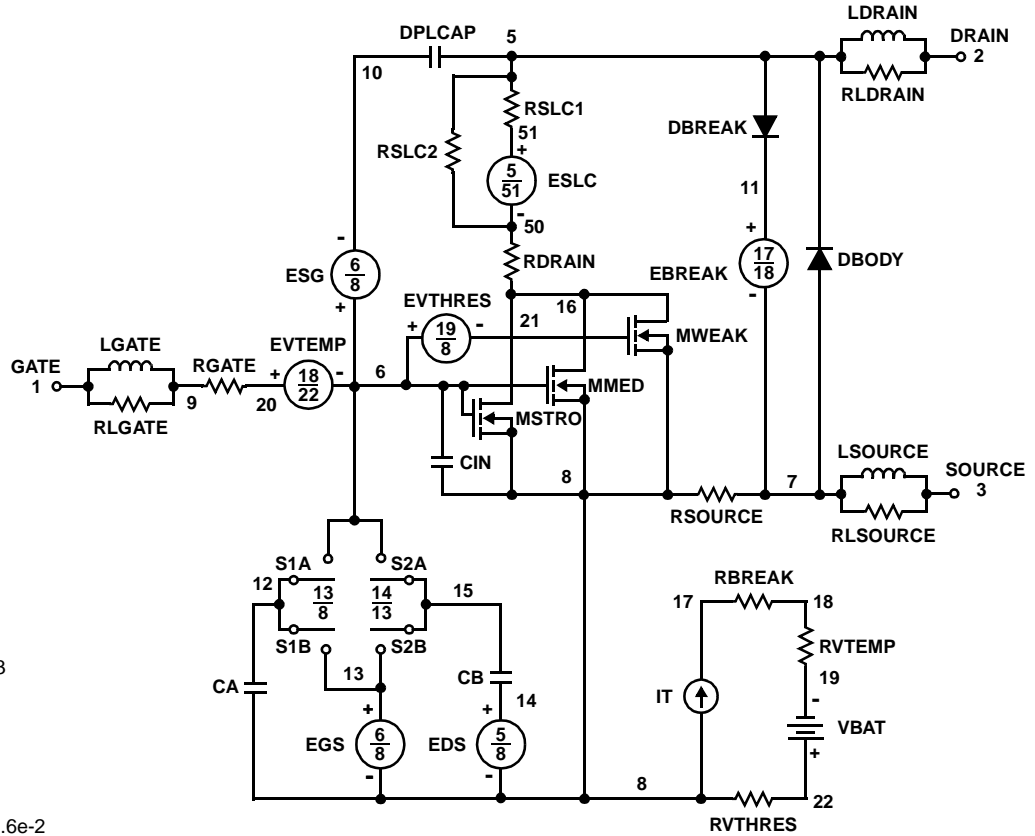 LDRAIN
DPLCAP 5 DRAIN
2
10
RLDRAIN
RSLC1
51
DBREAK
RSLC2
+
5
51
ESLC
11
-
50
-
+
17
18
RDRAIN
6
8
ESG
EBREAK
DBODY
+
-
EVTHRES
16
21
+
19
8
-
MWEAK
LGATE
EVTEMP
GATE
1
RGATE
+
18
22
-
6
MMED
9
20
MSTRO
RLGATE
LSOURCE
CIN
8
7
SOURCE
3
RSOURCE
RLSOURCE
S1A
S2A
12
13
8
14
13
15
RBREAK
17
18
S1B
S2B
RVTEMP
13
CB
19
CA
14
IT
-
+
+
VBAT
EGS
6
8
EDS
5
8
+
-
-
8
22
RVTHRES
3
.6e-2